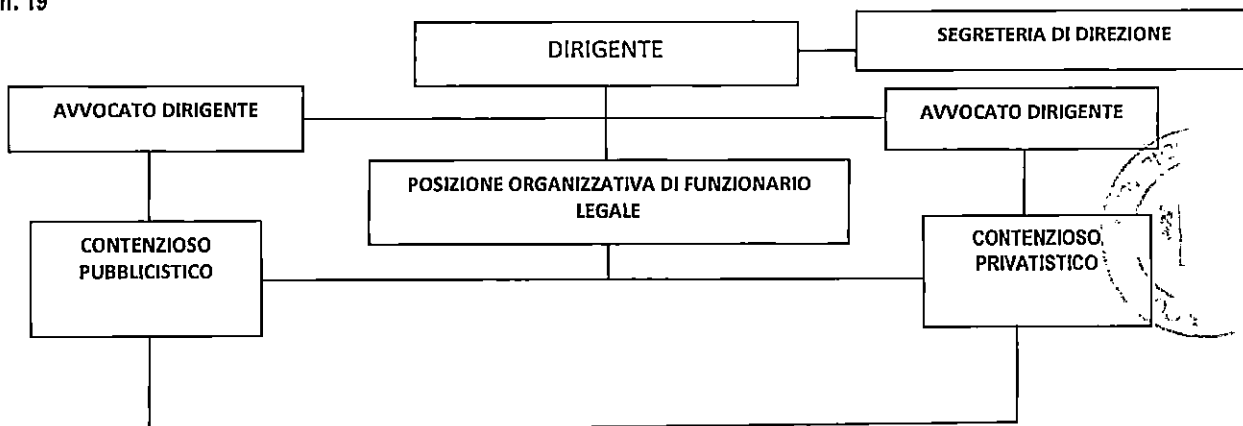 n. 19
DIRIGENTE
SEGRETERIA DI DIREZIONE
AVVOCATO DIRIGENTE
AVVOCATO DIRIGENTE
POSIZIONE ORGANIZZATIVA DI FUNZIONARIO
LEGALE
CONTENZIOSO
PUBBLICISTICO
CONTENZIOSO
PRIVATISTICO